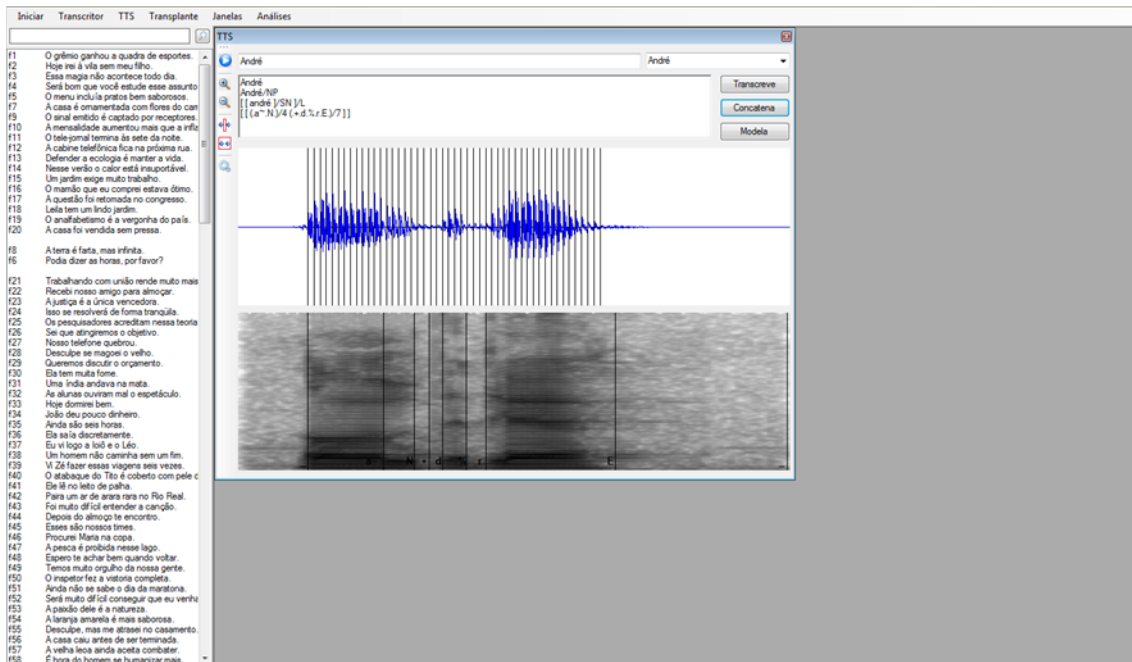 Iniciar Transcritor TTS Transplante Janelas Análises
f1 O grêmio ganhou a quadra de esportes.
f2 Hoje irei à vila sem meu filho.
f3 Essa magia não acontece todo dia.
f4 Será bom que você estude esse assunto
f5 O menu incluía pratos bem saborosos.
f7 A casa é ornamentada com flores do cam
f9 O sinal emitido é captado por receptores.
f10 A mensalidade aumentou mais que a infla
f11 O tele-jornal termina ás sete da noite.
f12 A cabine telefônica fica na próxima rua.
f13 Defender a ecologia é manter a vida.
f14 Nesse verão o calor está insuportável.
f15 Um jardim exige muito trabalho.
f16 O mamão que eu comprei estava ótimo.
f17 A questão foi retomada no congresso.
f18 Leila tem um lindo jardim.
f19 O analfabetismo é a vergonha do país.
f20 A casa foi vendida sem pressa.
f8 A terra é farta, mas infinita.
f6 Podia dizer as horas, por favor?
f21 Trabalhando com união rende muito mais
f22 Recebi nosso amigo para almoçar.
f23 A justiça é a única vencedora.
f24 Isso se resolverá de forma tranqüila.
f25 Os pesquisadores acreditam nessa teoria
f26 Sei que atingiremos o objetivo.
f27 Nosso telefone quebrou.
f28 Desculpe se magoei o velho.
f29 Queremos discutir o orçamento.
f30 Ela tem muita fome.
f31 Uma índia andava na mata.
f32 As alunas ouviram mal o espetáculo.
f33 Hoje dormirei bem.
f34 João deu pouco dinheiro.
f35 Ainda são seis horas.
f36 Ela saía discretamente.
f37 Eu vi logo a Ioiô e o Léo.
f38 Um homem não caminha sem um fim.
f39 Vi Zé fazer essas viagens seis vezes.
f40 O atabaque do Tito é coberto com pele d
f41 Ele lê no leito de palha.
f42 Paira um ar de arara rara no Rio Real.
f43 Foi muito difícil entender a canção.
f44 Depois do almoço te encontro.
f45 Esses são nossos times.
f46 Procurei Maria na copa.
f47 A pesca é proibida nesse lago.
f48 Espero te achar bem quando voltar.
f49 Temos muito orgulho da nossa gente.
f50 O inspetor fez a vistoria completa.
f51 Ainda não se sabe o dia da maratona.
f52 Será muito difícil conseguir que eu venha
f53 A paixão dele é a natureza.
f54 A laranja amarela é mais saborosa.
f55 Desculpe, mas me atrasei no casamento.
f56 A casa caiu antes de ser terminada.
f57 A velha leoa ainda aceita combater.
f58 É hora do homem se humanizar mais.
TTS
André André
André
André/NP
[ [ andré ]/SN ]/L
[ [ (.a~.N.)/4 (.+.d.%.r.E.)/7 ] ]
Transcreve
Concatena
Modela
a~ N + d % r E _